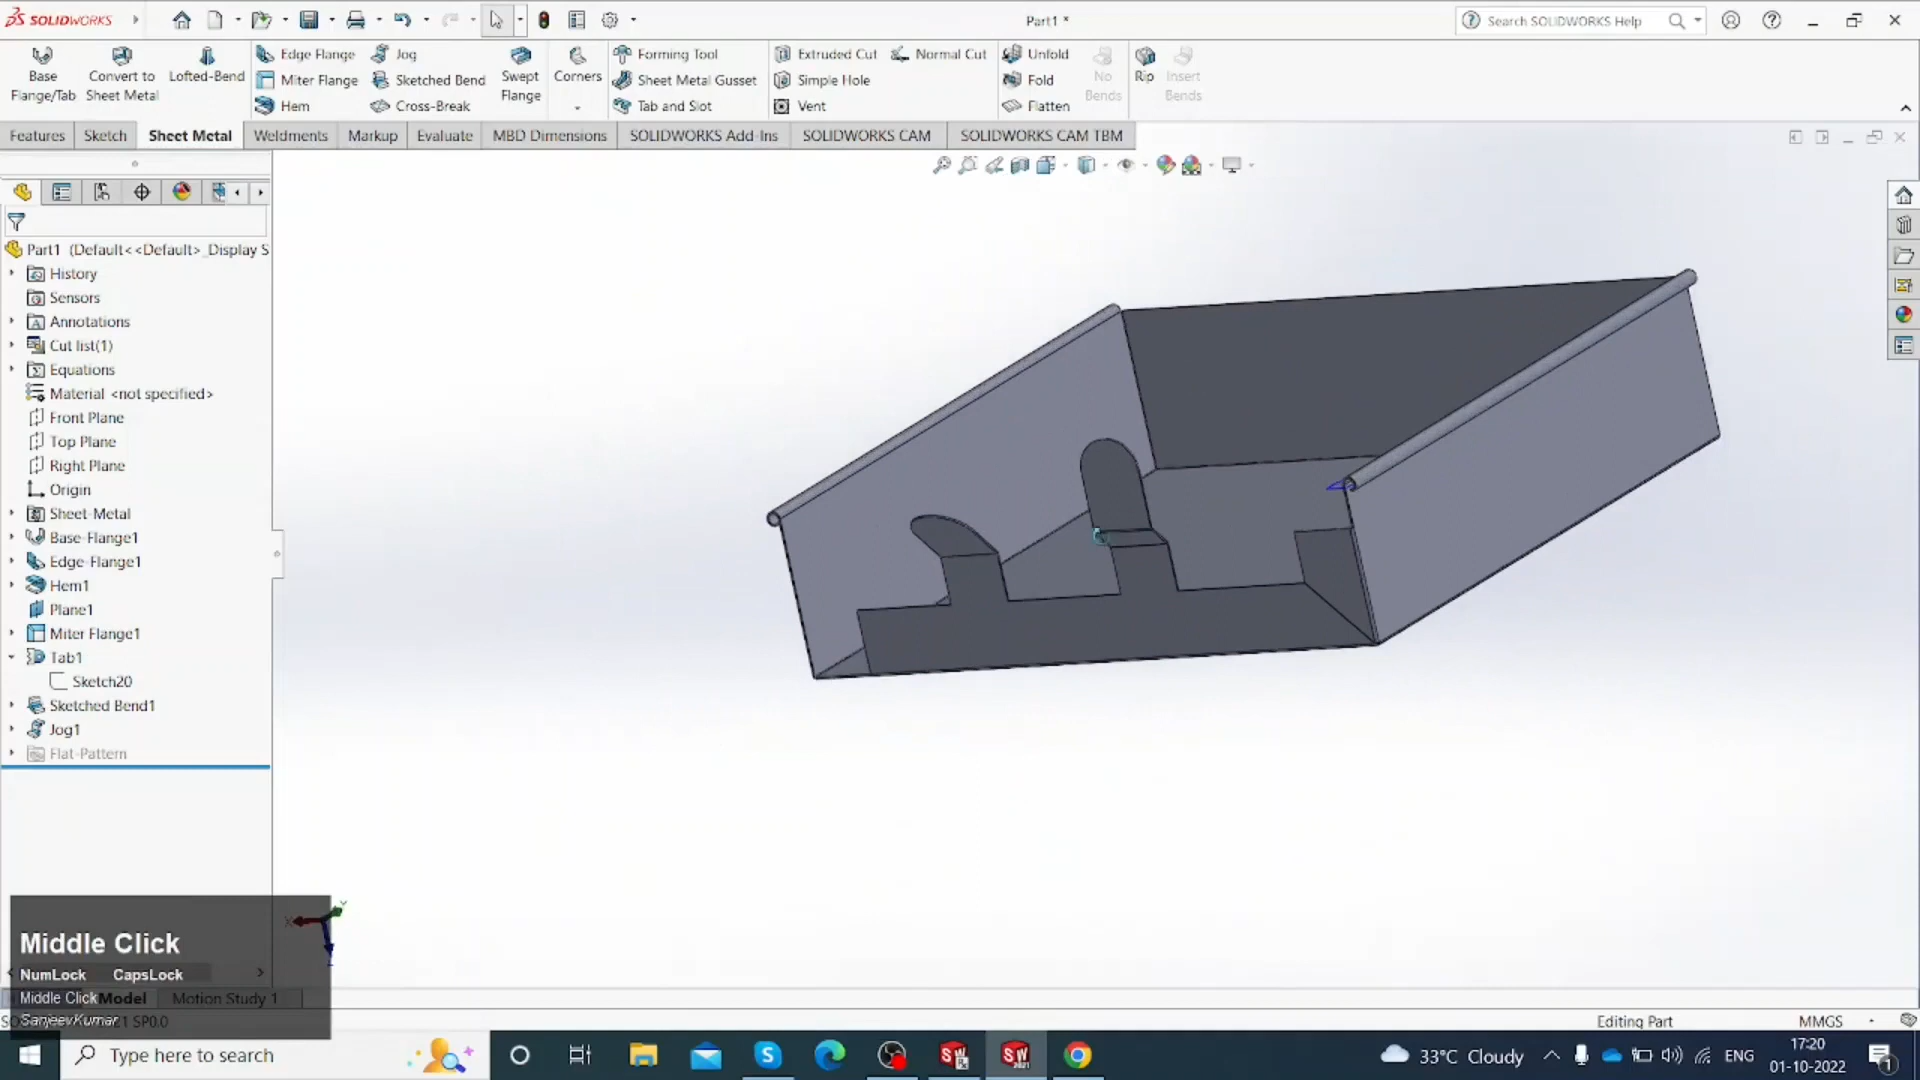 SOLIDWORKS
Part1 *
Search SOLIDWORKS Help
Base Flange/Tab
Convert to Sheet Metal
Lofted-Bend
Edge Flange
Miter Flange
Hem
Jog
Sketched Bend
Cross-Break
Swept Flange
Corners
Forming Tool
Sheet Metal Gusset
Tab and Slot
Extruded Cut
Simple Hole
Vent
Normal Cut
Unfold
Fold
Flatten
No Bends
Rip
Insert Bends
Features
Sketch
Sheet Metal
Weldments
Markup
Evaluate
MBD Dimensions
SOLIDWORKS Add-Ins
SOLIDWORKS CAM
SOLIDWORKS CAM TBM
Part1 (Default<<Default>_Display S
History
Sensors
Annotations
Cut list(1)
Equations
Material <not specified>
Front Plane
Top Plane
Right Plane
Origin
Sheet-Metal
Base-Flange1
Edge-Flange1
Hem1
Plane1
Miter Flange1
Tab1
Sketch20
Sketched Bend1
Jog1
Flat-Pattern
Middle Click
NumLock CapsLock
Middle Click
Model
Motion Study 1
SanjeevKumar
21 SP0.0
Editing Part
MMGS
Type here to search
33°C Cloudy
ENG
17:20
01-10-2022